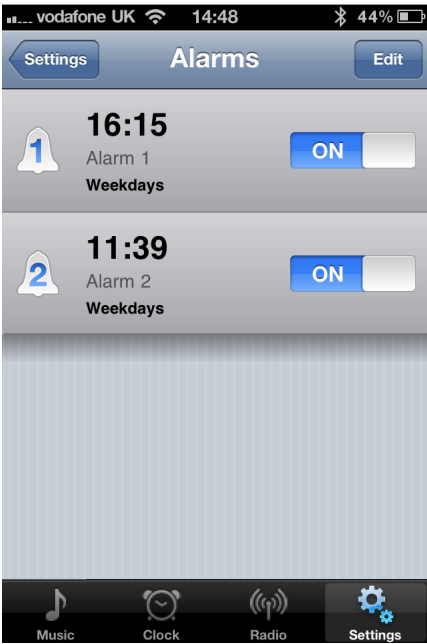 vodafone UK 14:48 44%
Settings Alarms Edit
16:15
1 Alarm 1 ON
Weekdays
11:39
2 Alarm 2 ON
Weekdays
Music Clock Radio Settings